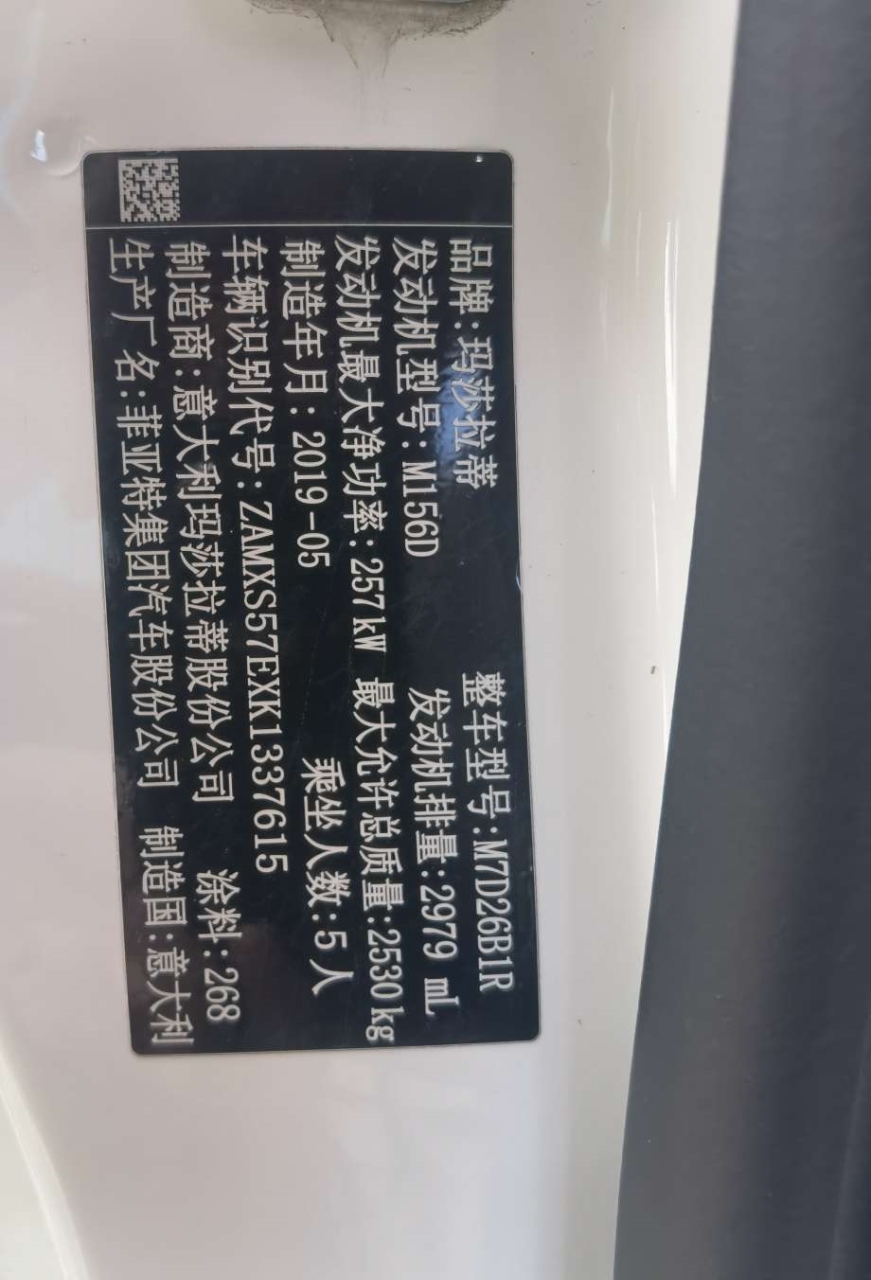 品牌:玛莎拉蒂 整车型号:M7D26B1R
发动机型号:M156D 发动机排量:2979 mL
发动机最大净功率:257kW 最大允许总质量:2530kg
制造年月:2019-05 乘坐人数:5人
车辆识别代号:ZAMXS57EXK1337615
制造商:意大利玛莎拉蒂股份公司 涂料:268
生产厂名:菲亚特集团汽车股份公司 制造国:意大利